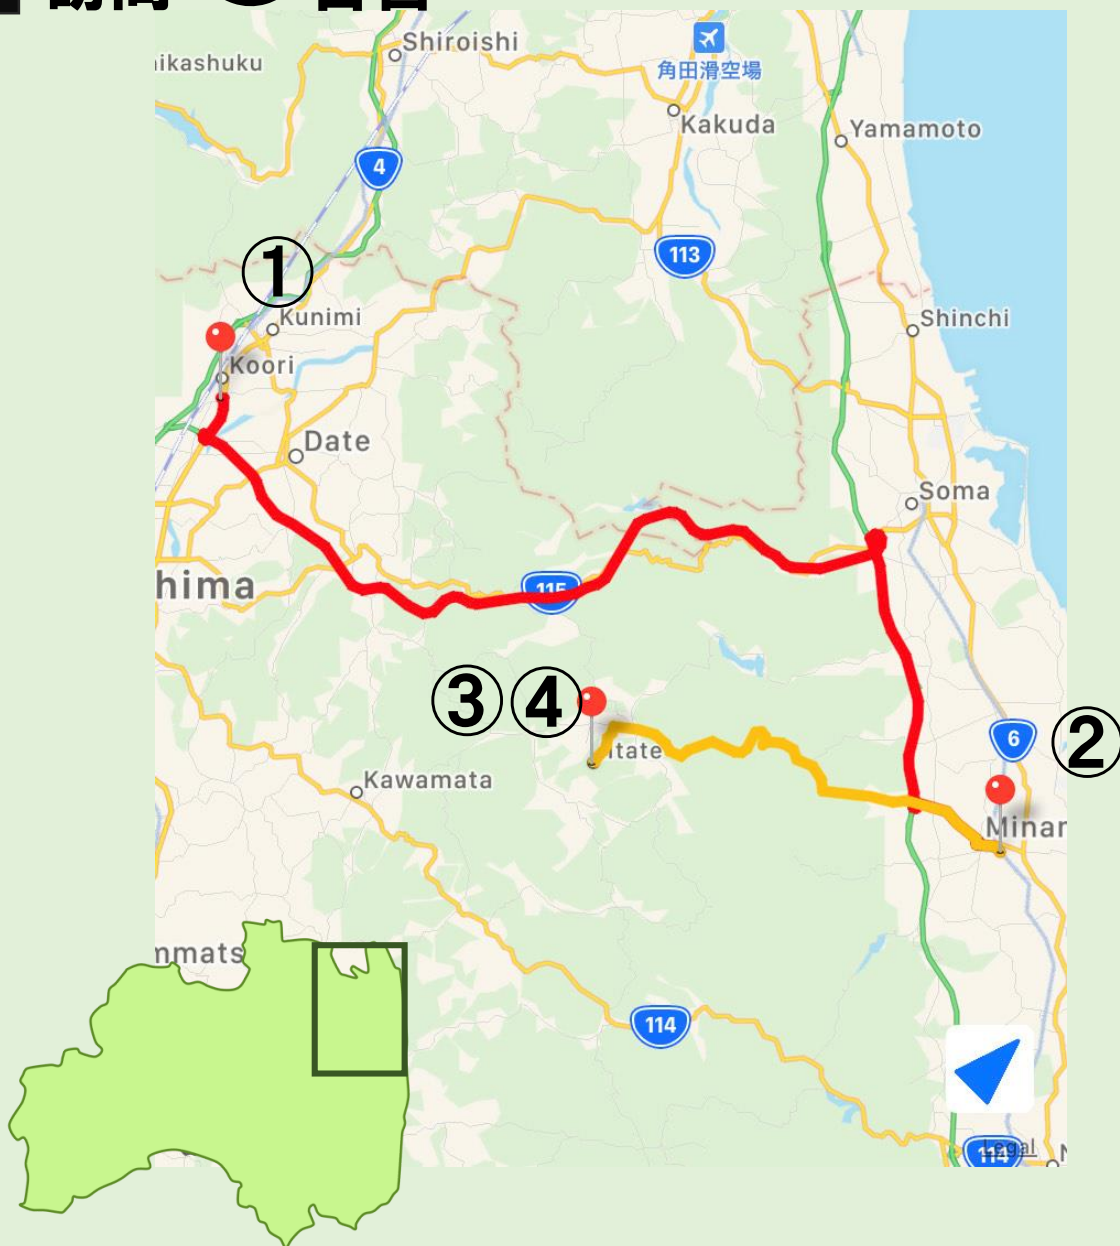 Shiroishi
aikashuku
角田滑空場
Kakuda
Yamamoto
4
①
113
Kunimi
Shinchi
Koori
Date
Soma
hima
115
③④
6
②
Itate
Kawamata
Minar
nmats
114
114
Legal